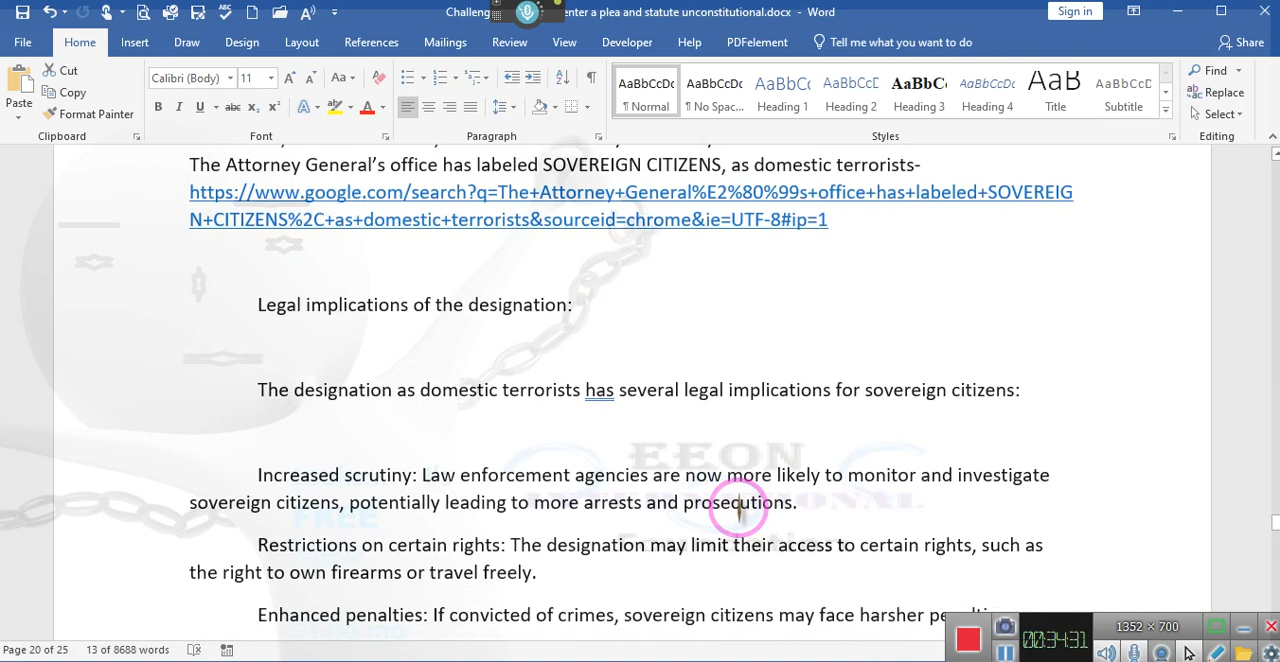 Challeng enter a plea and statute unconstitutional.docx - Word
Sign in
File Home Insert Draw Design Layout References Mailings Review View Developer Help PDFelement Tell me what you want to do Share
Paste
Cut
Copy
Format Painter
Calibri (Body) 11
AaBbCcDc AaBbCcDc AaBbCcD AaBbCcD AaBbCc AaBbCcD AaB AaBbCcD
¶ Normal ¶ No Spac... Heading 1 Heading 2 Heading 3 Heading 4 Title Subtitle
Find
Replace
Select
Clipboard Font Paragraph Styles Editing
The Attorney General’s office has labeled SOVEREIGN CITIZENS, as domestic terrorists-
https://www.google.com/search?q=The+Attorney+General%E2%80%99s+office+has+labeled+SOVEREIG
N+CITIZENS%2C+as+domestic+terrorists&sourceid=chrome&ie=UTF-8#ip=1
Legal implications of the designation:
The designation as domestic terrorists has several legal implications for sovereign citizens:
EEON
Increased scrutiny: Law enforcement agencies are now more likely to monitor and investigate
sovereign citizens, potentially leading to more arrests and prosecutions.
FREE
Restrictions on certain rights: The designation may limit their access to certain rights, such as
the right to own firearms or travel freely.
Enhanced penalties: If convicted of crimes, sovereign citizens may face harsher
1352 × 700
00:34:31
Page 20 of 25 13 of 8688 words